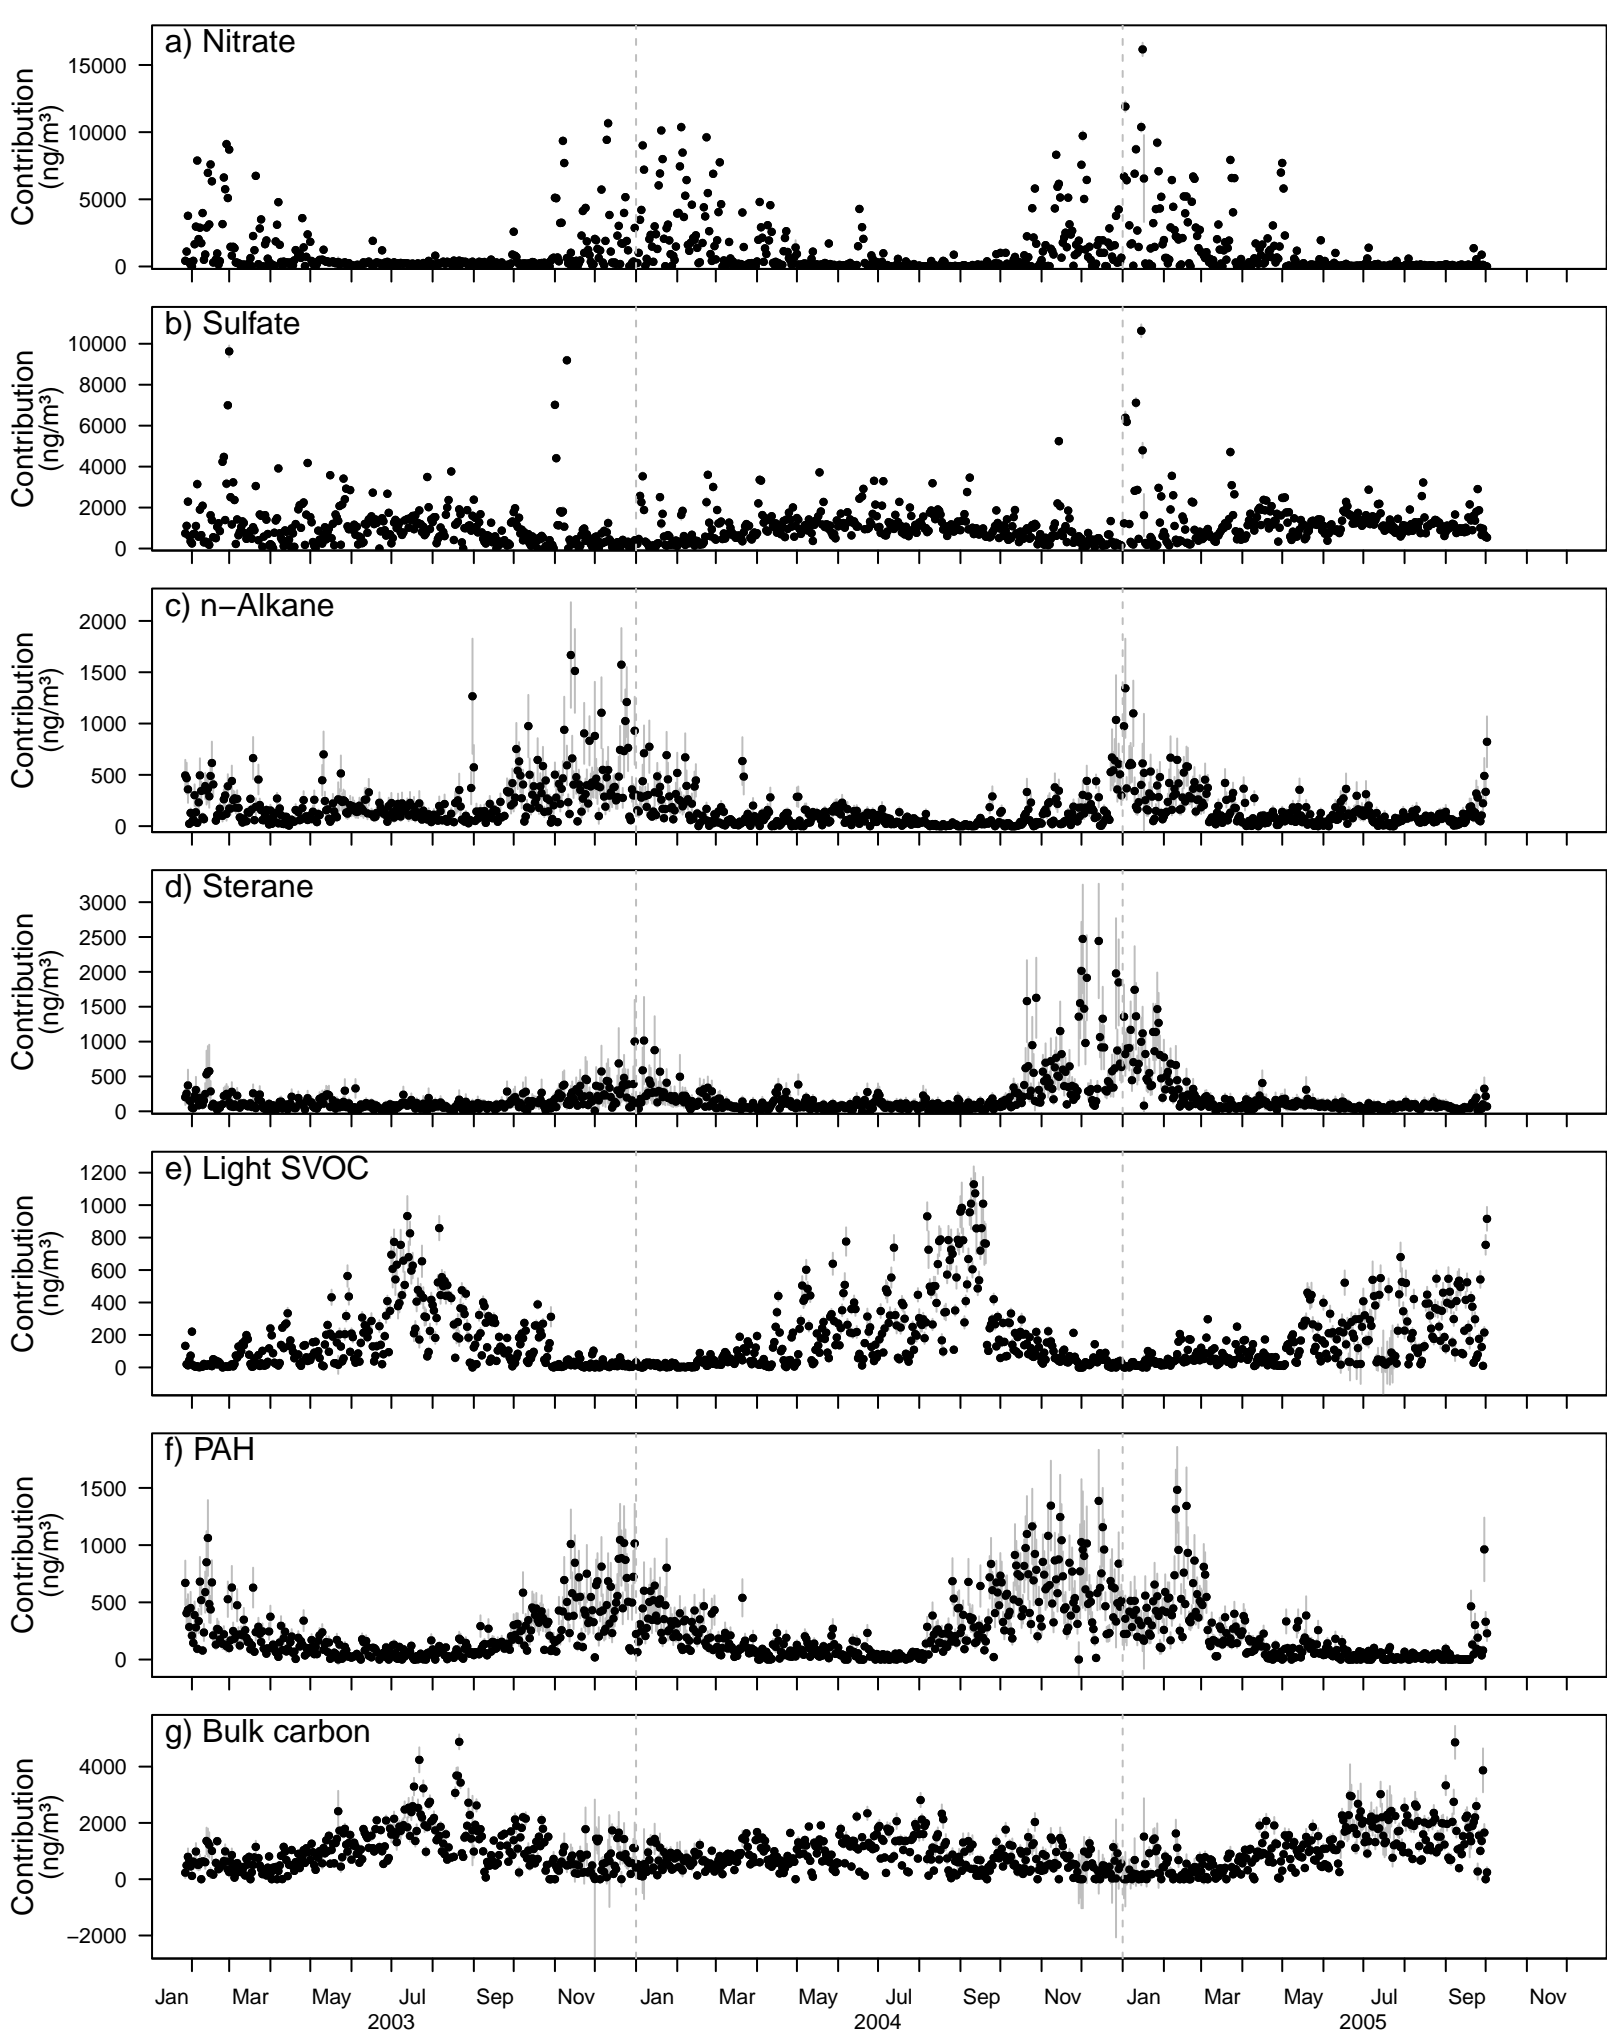 a) Nitrate
Contribution
(ng/m³)
15000
10000
5000
0
b) Sulfate
Contribution
(ng/m³)
10000
8000
6000
4000
2000
0
c) n−Alkane
Contribution
(ng/m³)
2000
1500
1000
500
0
d) Sterane
Contribution
(ng/m³)
3000
2500
2000
1500
1000
500
0
e) Light SVOC
Contribution
(ng/m³)
1200
1000
800
600
400
200
0
f) PAH
Contribution
(ng/m³)
1500
1000
500
0
g) Bulk carbon
Contribution
(ng/m³)
4000
2000
0
−2000
Jan Mar May Jul Sep Nov Jan Mar May Jul Sep Nov Jan Mar May Jul Sep Nov
2003 2004 2005